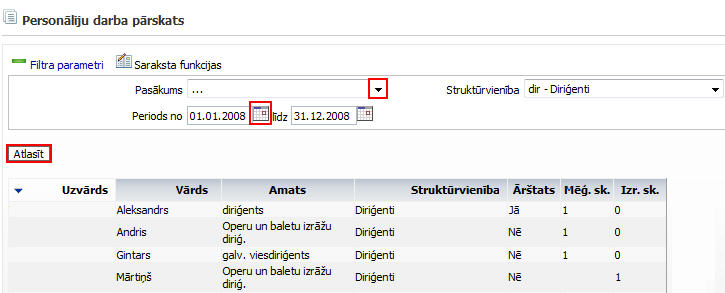 Personāliju darba pārskats
Filtra parametri Saraksta funkcijas
Pasākums ... Struktūrvienība dir - Diriģenti
Periods no 01.01.2008 līdz 31.12.2008
Atlasīt
Uzvārds Vārds Amats Struktūrvienība Ārštats Mēģ. sk. Izr. sk.
Aleksandrs diriģents Diriģenti Jā 1 0
Andris Operu un baletu izrāžu diriģ. Diriģenti Nē 1 0
Gintars galv. viesdiriģents Diriģenti Nē 1 0
Mārtiņš Operu un baletu izrāžu diriģ. Diriģenti Nē 1